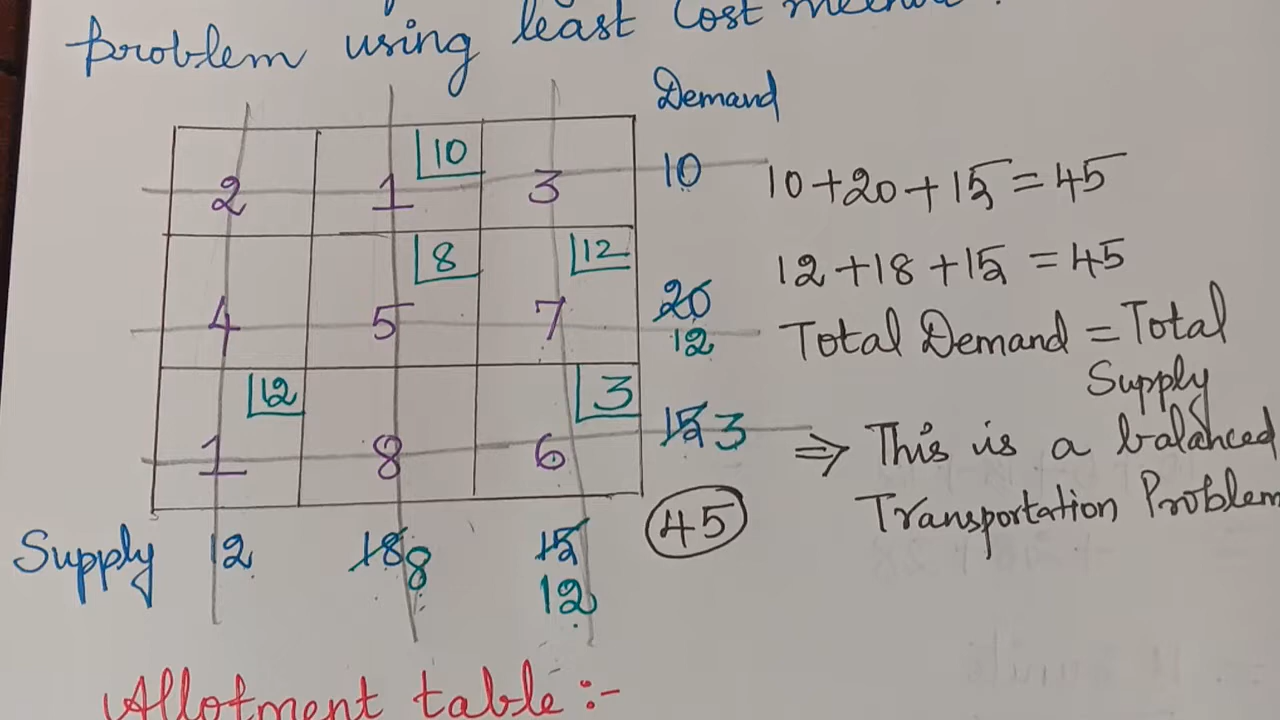 problem using least cost method.
Demand
2 1 10 3 10
10+20+15=45
4 5 8 7 12 20 12
12+18+15=45
Total Demand = Total
Supply
1 12 8 6 3 15 3
⇒ This is a balanced
Transportation Problem
45
Supply 12 18 8 15 12
Allotment table:-